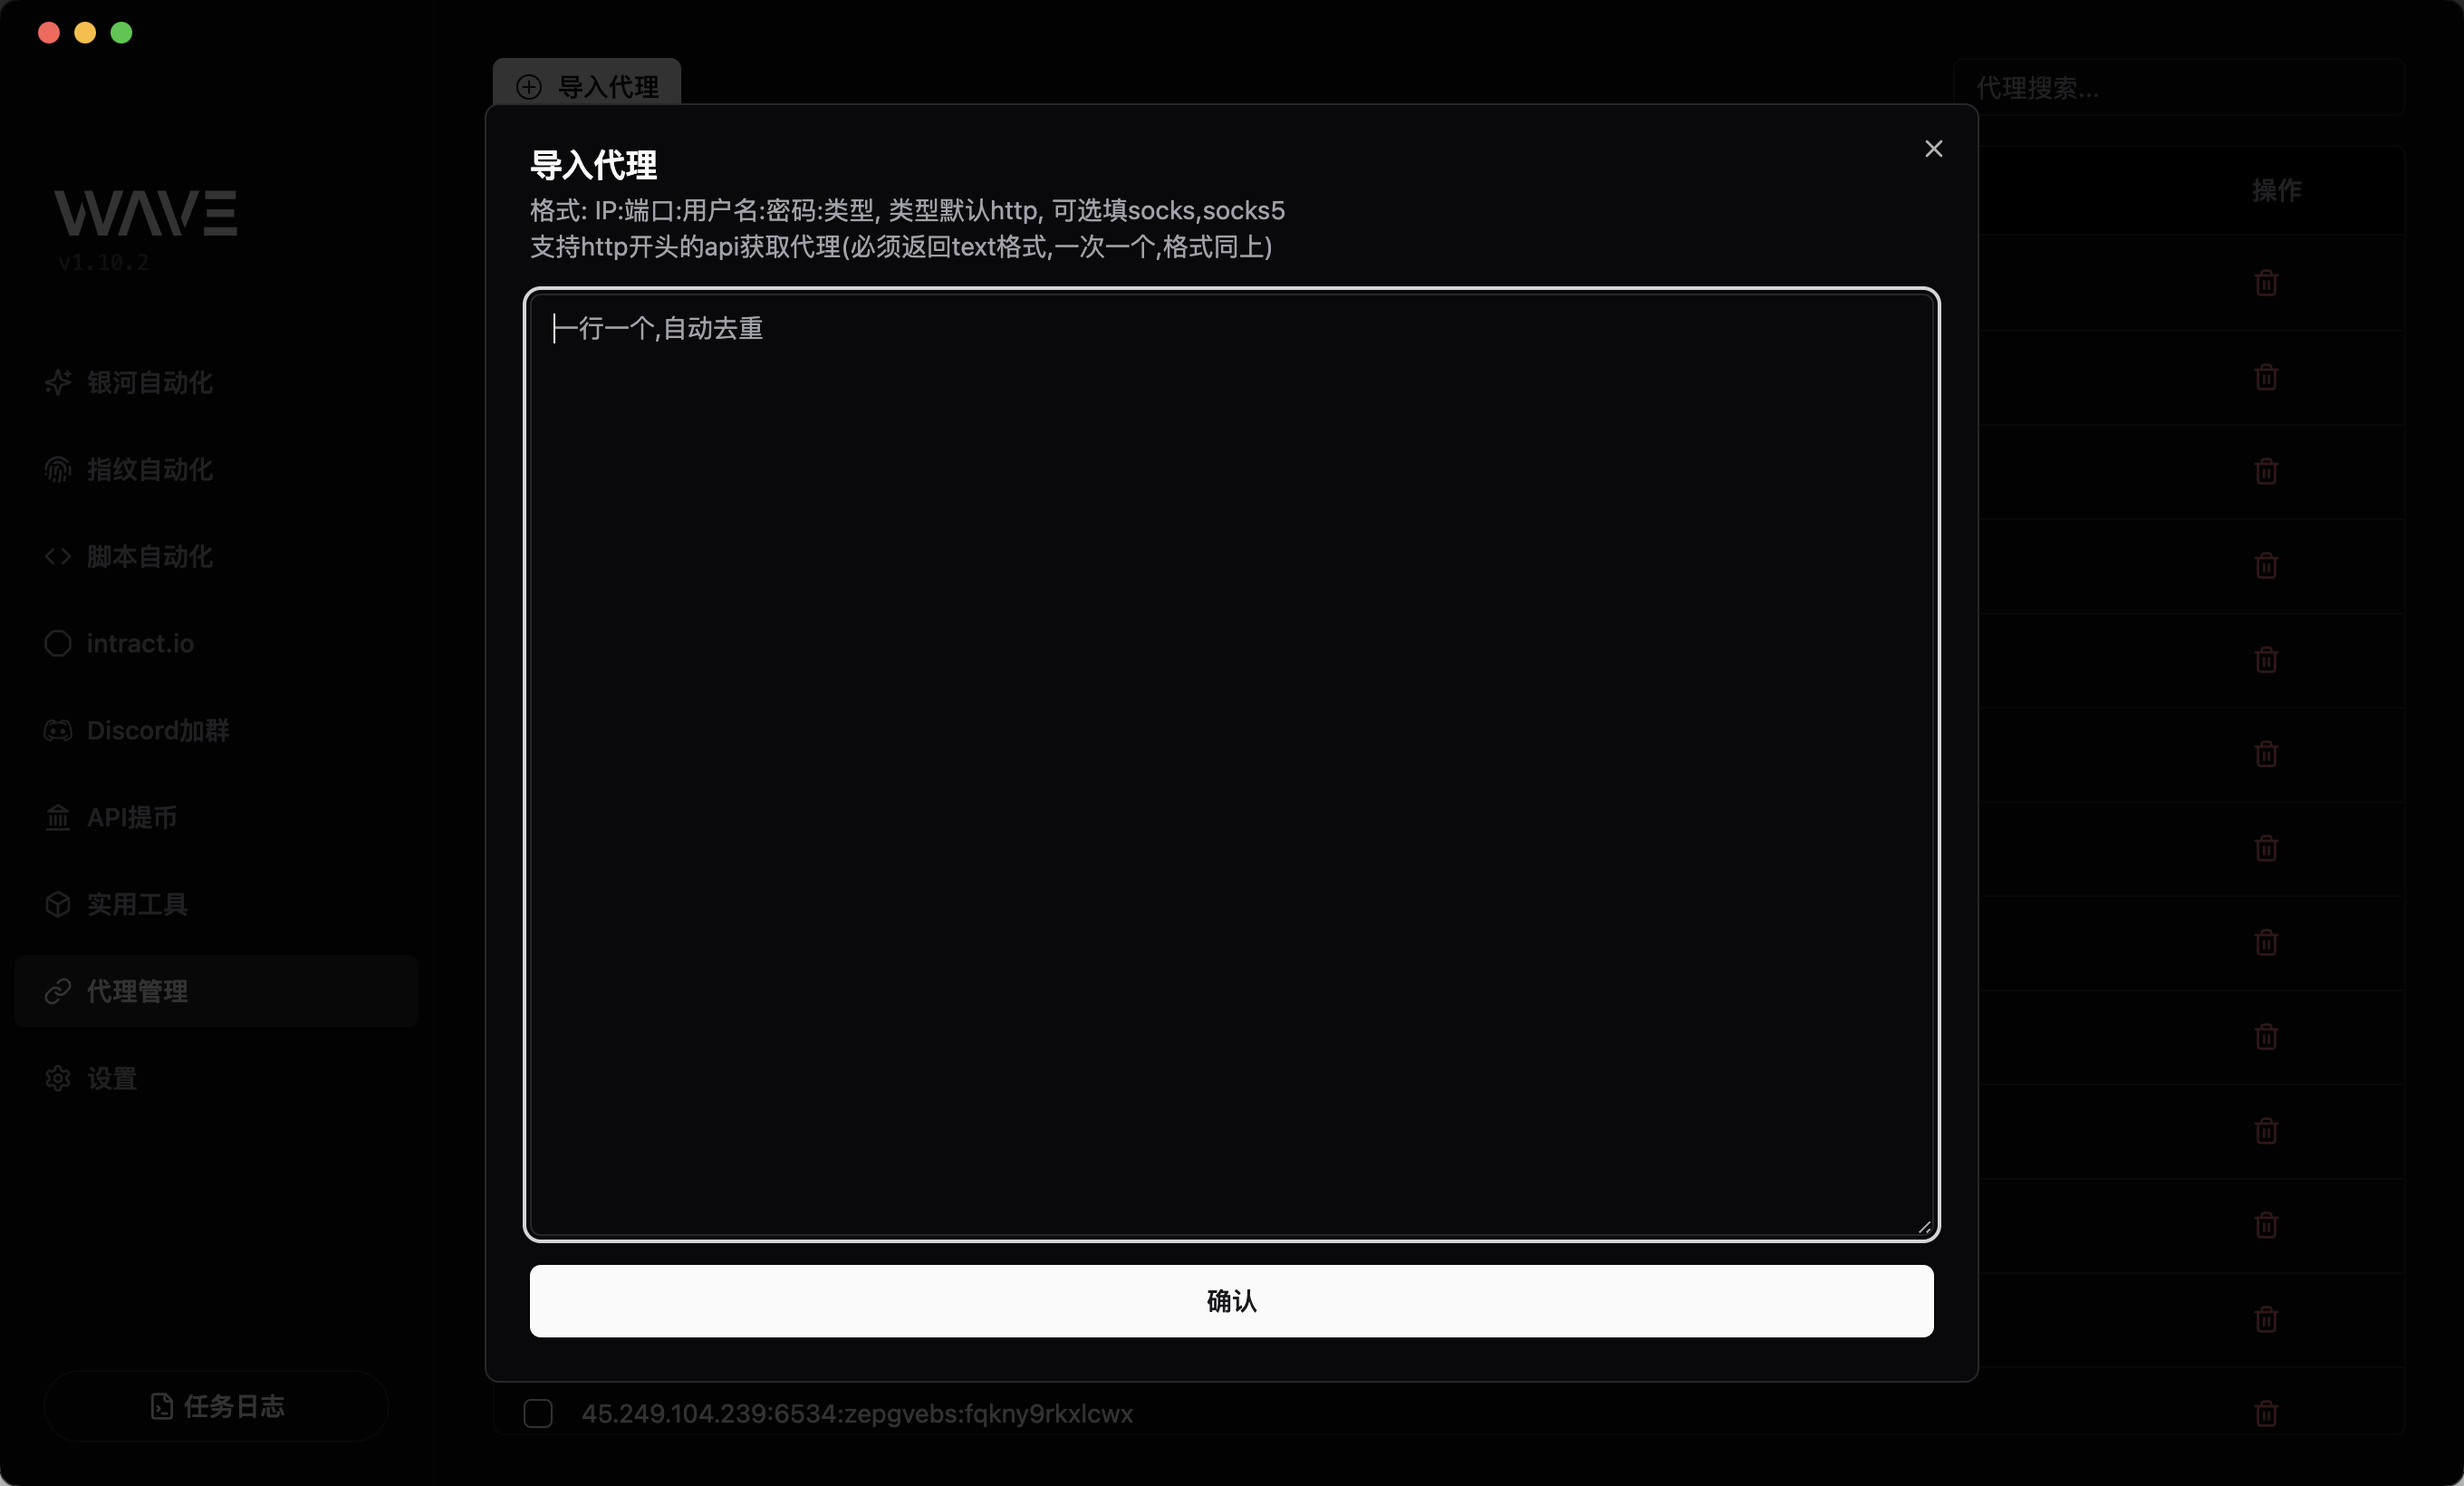 导入代理
代理搜索...
WAVE
v1.10.2
银河自动化
指纹自动化
脚本自动化
intract.io
Discord加群
API提币
实用工具
代理管理
设置
任务日志
导入代理
格式: IP:端口:用户名:密码:类型, 类型默认http, 可选填socks,socks5
支持http开头的api获取代理(必须返回text格式,一次一个,格式同上)
一行一个,自动去重
确认
操作
45.249.104.239:6534:zepgvebs:fqkny9rkxlcwx